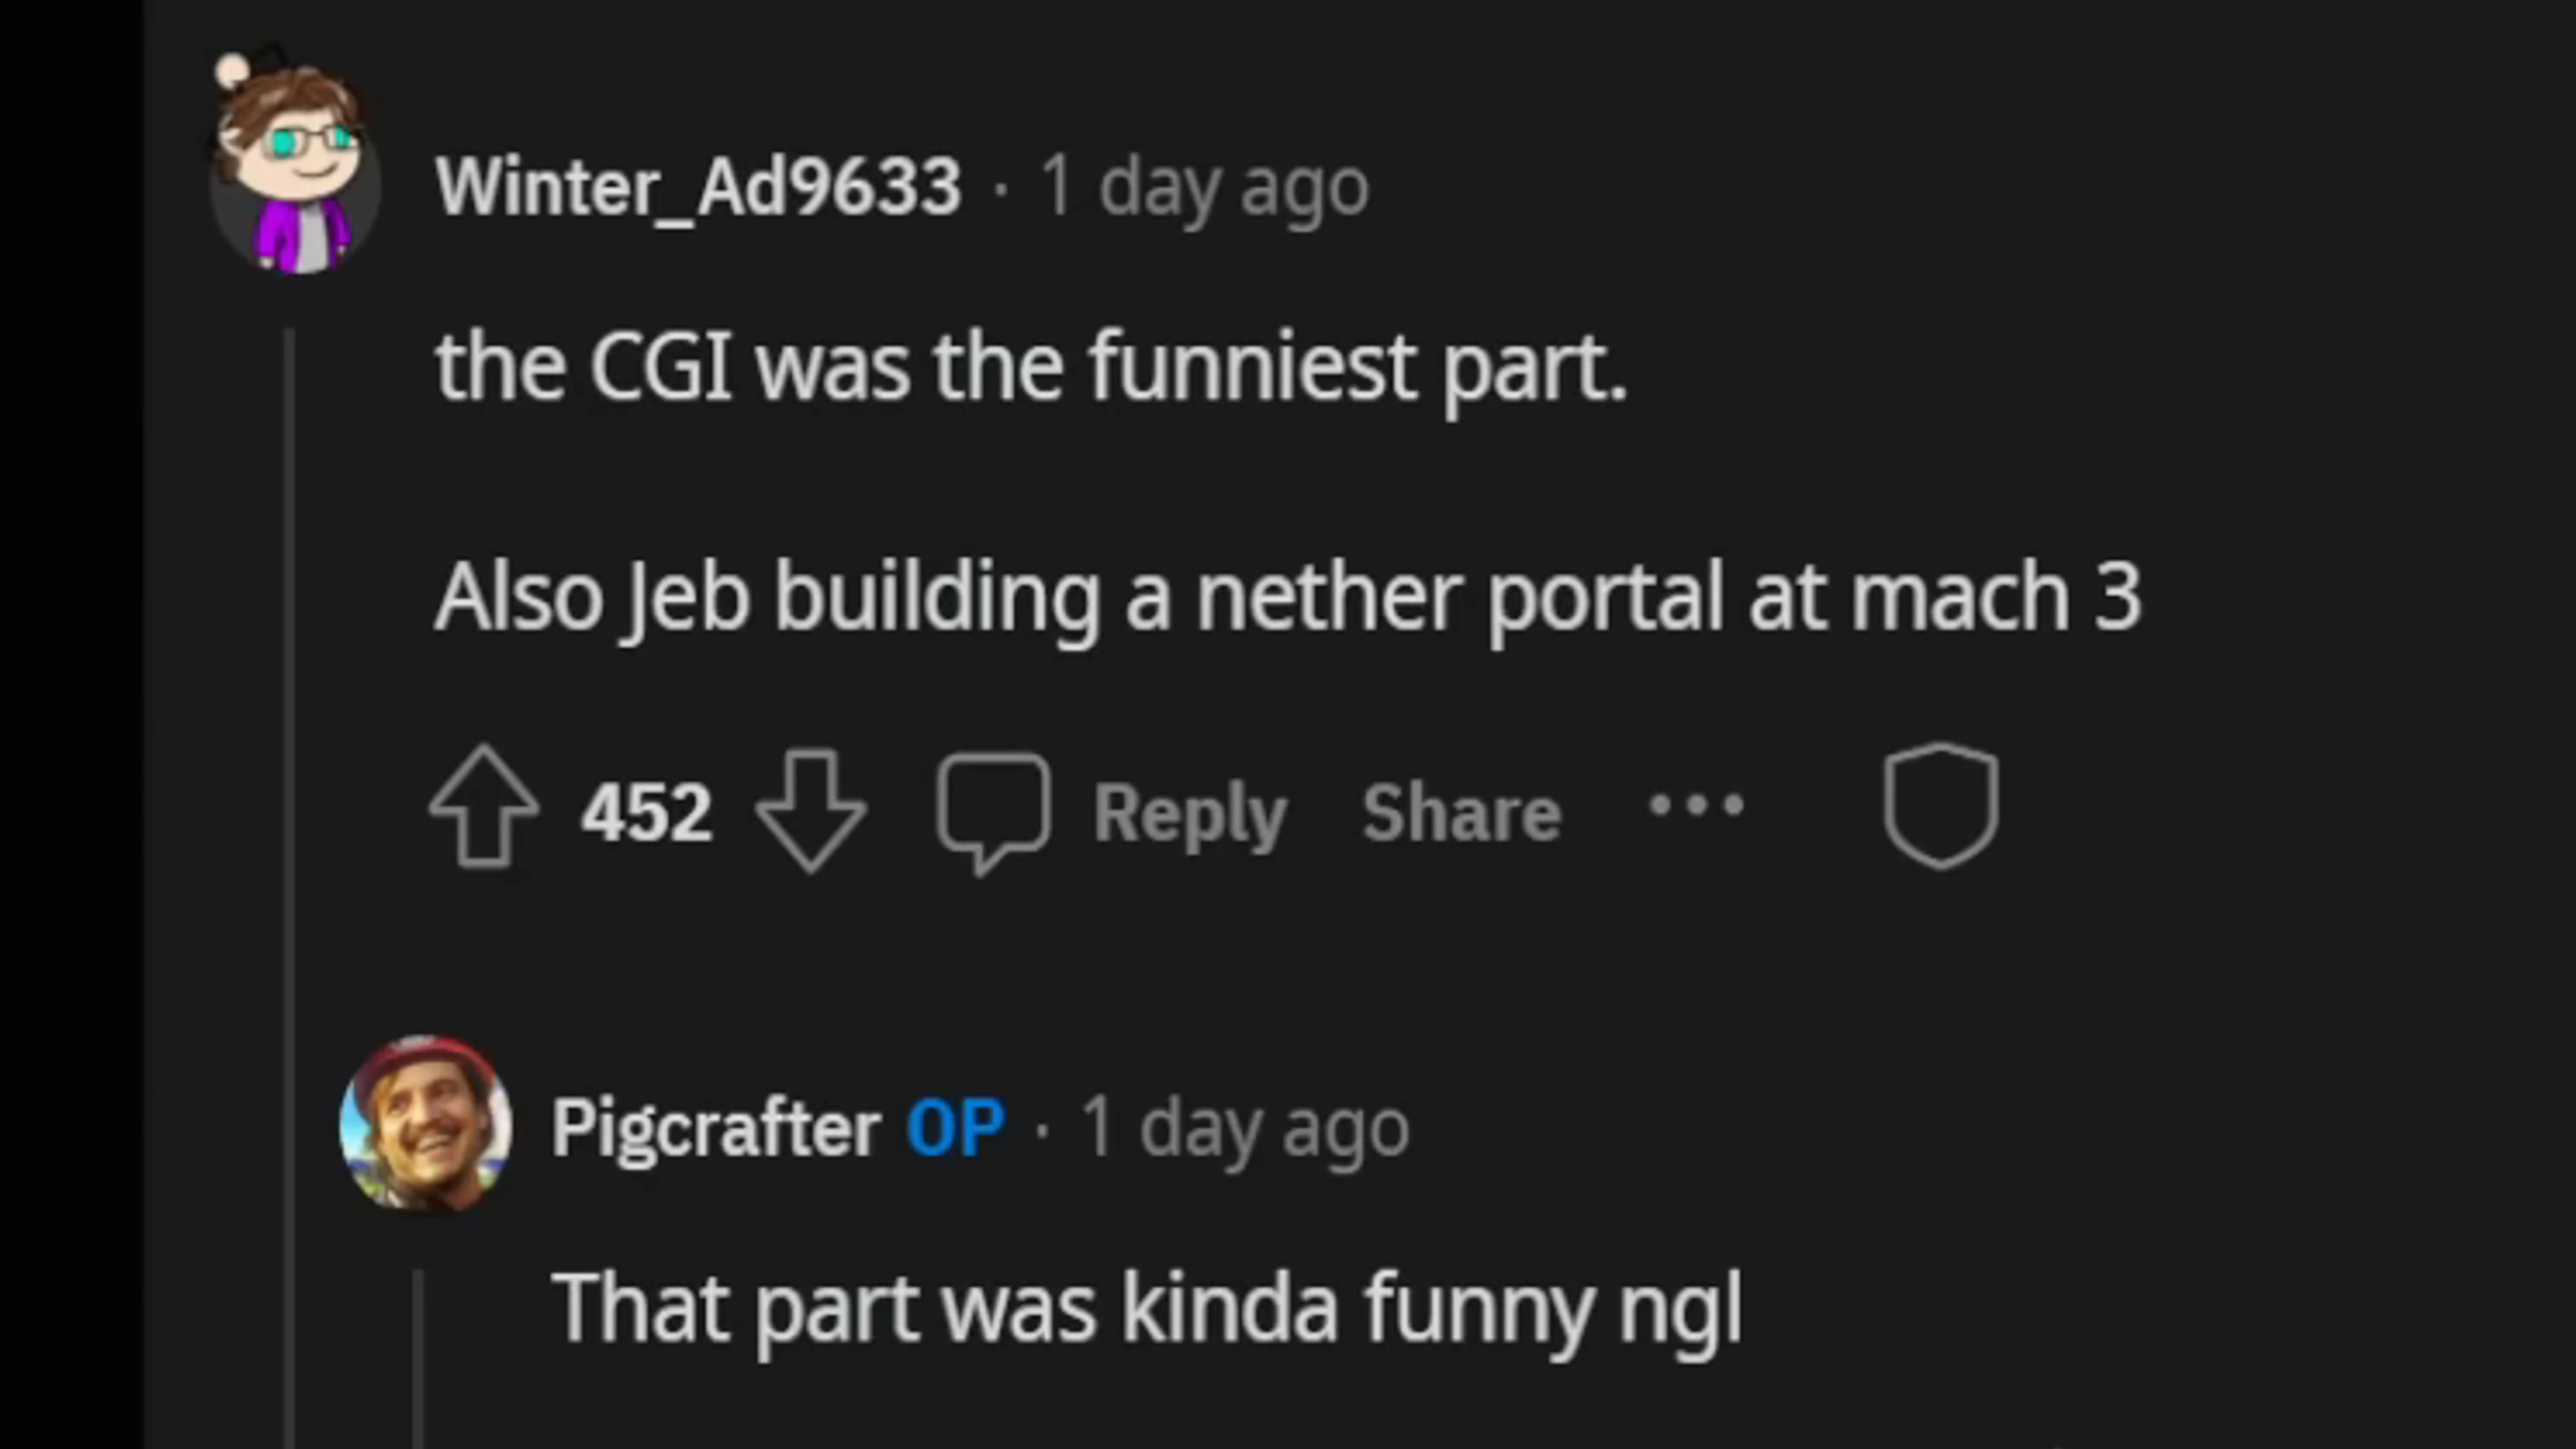 Winter_Ad9633 · 1 day ago
the CGI was the funniest part.
Also Jeb building a nether portal at mach 3
452 Reply Share
Pigcrafter OP · 1 day ago
That part was kinda funny ngl